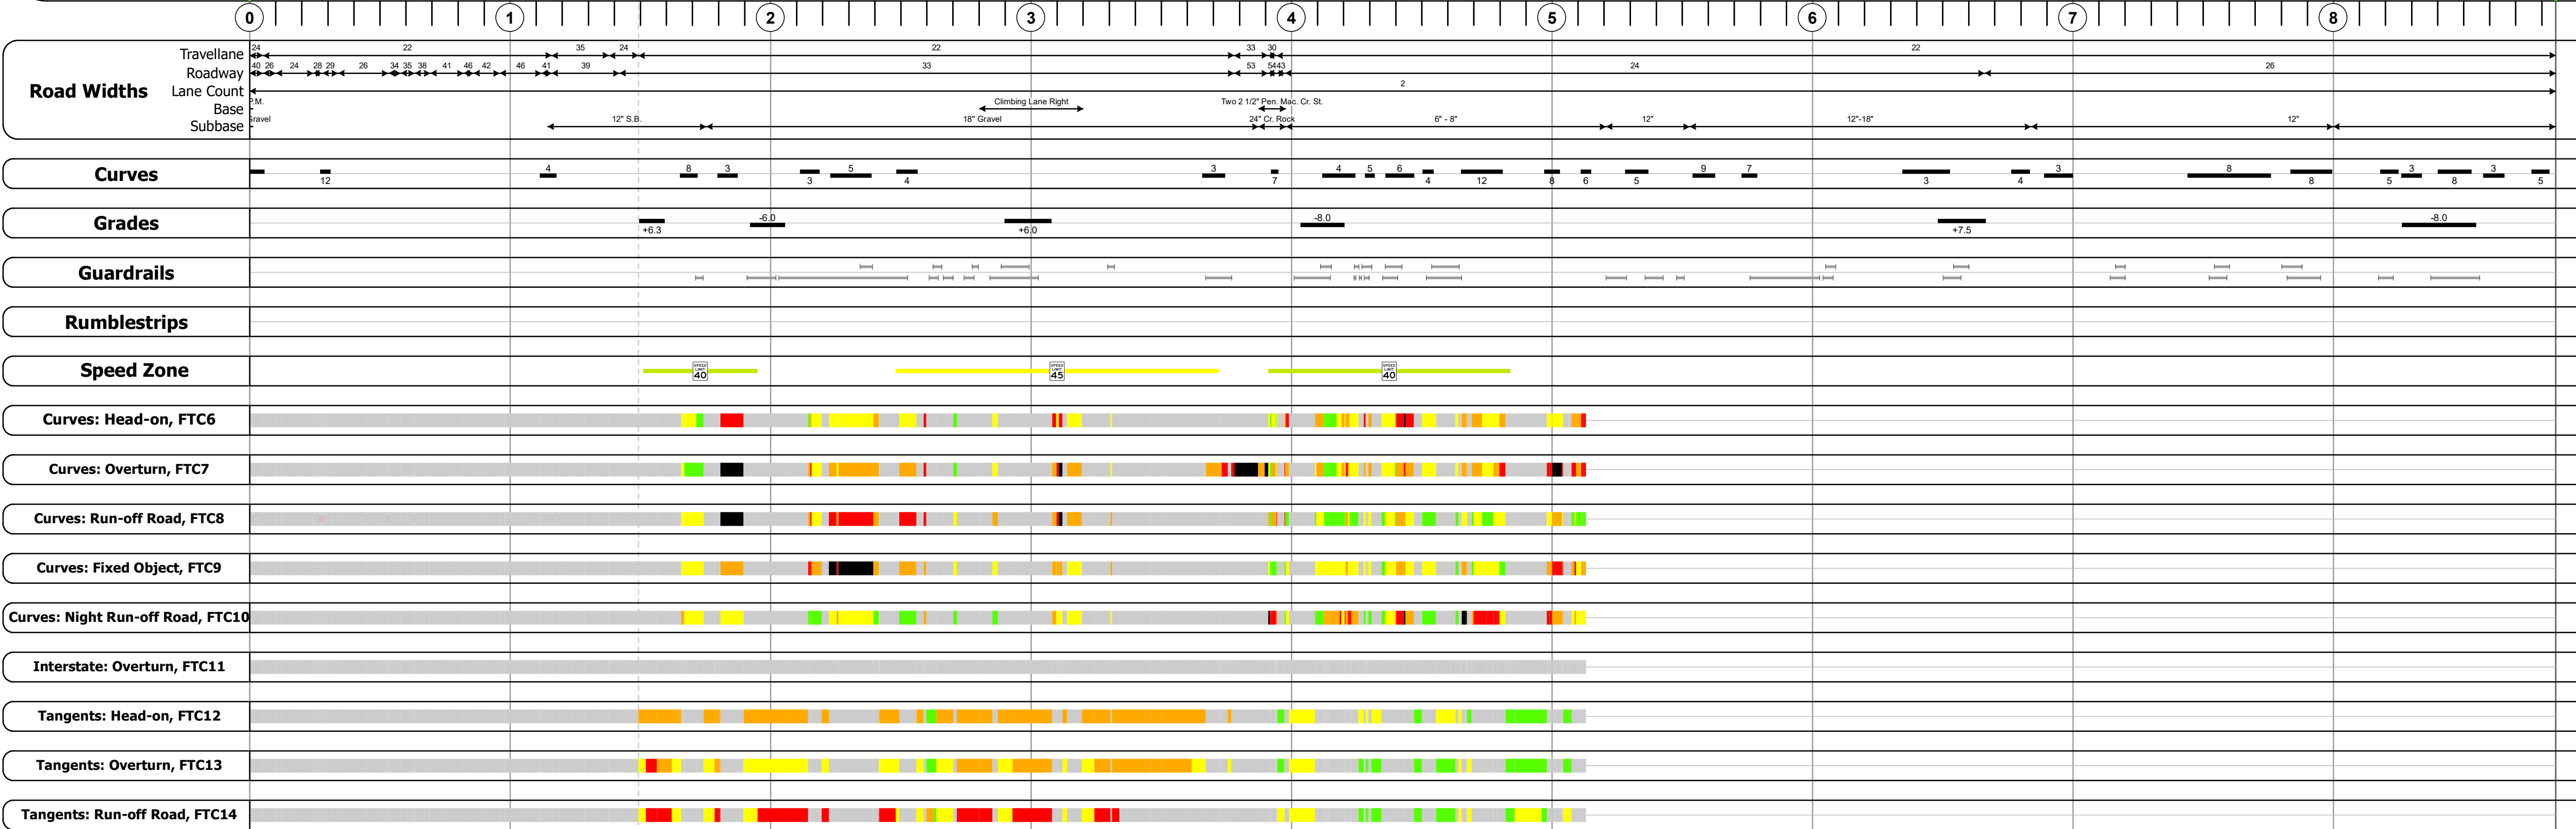 0 1 2 3 4 5 6 7 8
Road Widths
Travellane 24 22 35 24 22 33 30 22
Roadway 40 26 24 28 29 26 34 35 38 41 46 42 46 41 39 33 53 54 43 24 26
Lane Count 2
Base P.M. Climbing Lane Right Two 2 1/2" Pen. Mac. Cr. St.
Subbase Gravel 12" S.B. 18" Gravel 24" Cr. Rock 6" - 8" 12" 12"-18" 12"
Curves 12 4 8 3 3 5 4 3 7 4 5 6 4 12 8 6 5 9 7 3 4 3 8 8 5 3 8 3 5
Grades +6.3 -6.0 +6.0 -8.0 +7.5 -8.0
Guardrails
Rumblestrips
Speed Zone SPEED LIMIT 40 SPEED LIMIT 45 SPEED LIMIT 40
Curves: Head-on, FTC6
Curves: Overturn, FTC7
Curves: Run-off Road, FTC8
Curves: Fixed Object, FTC9
Curves: Night Run-off Road, FTC10
Interstate: Overturn, FTC11
Tangents: Head-on, FTC12
Tangents: Overturn, FTC13
Tangents: Run-off Road, FTC14